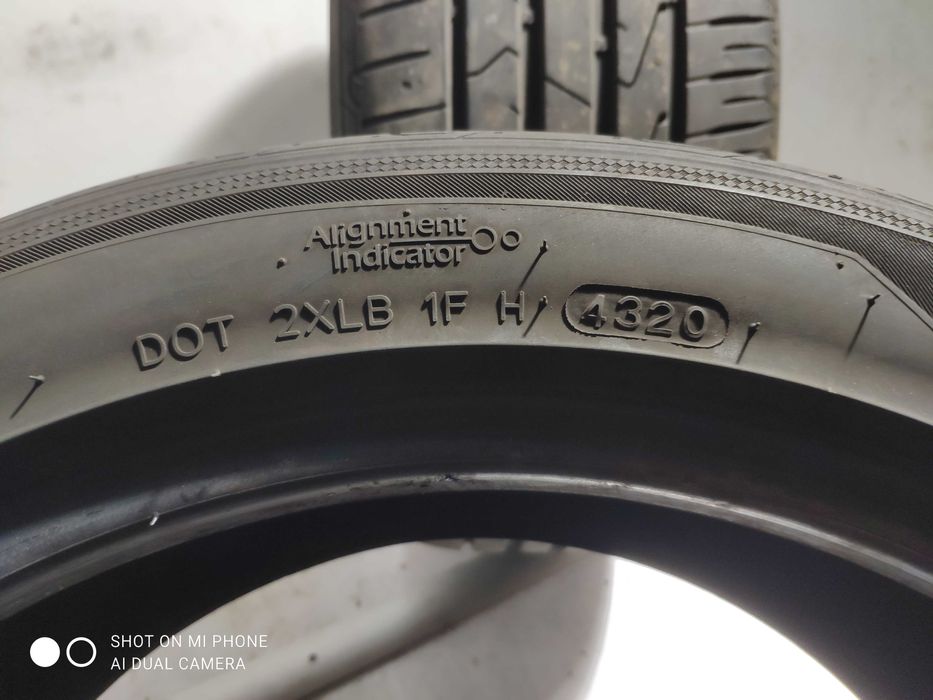 Alignment
Indicator
DOT 2XLB 1F H 4320
SHOT ON MI PHONE
AI DUAL CAMERA